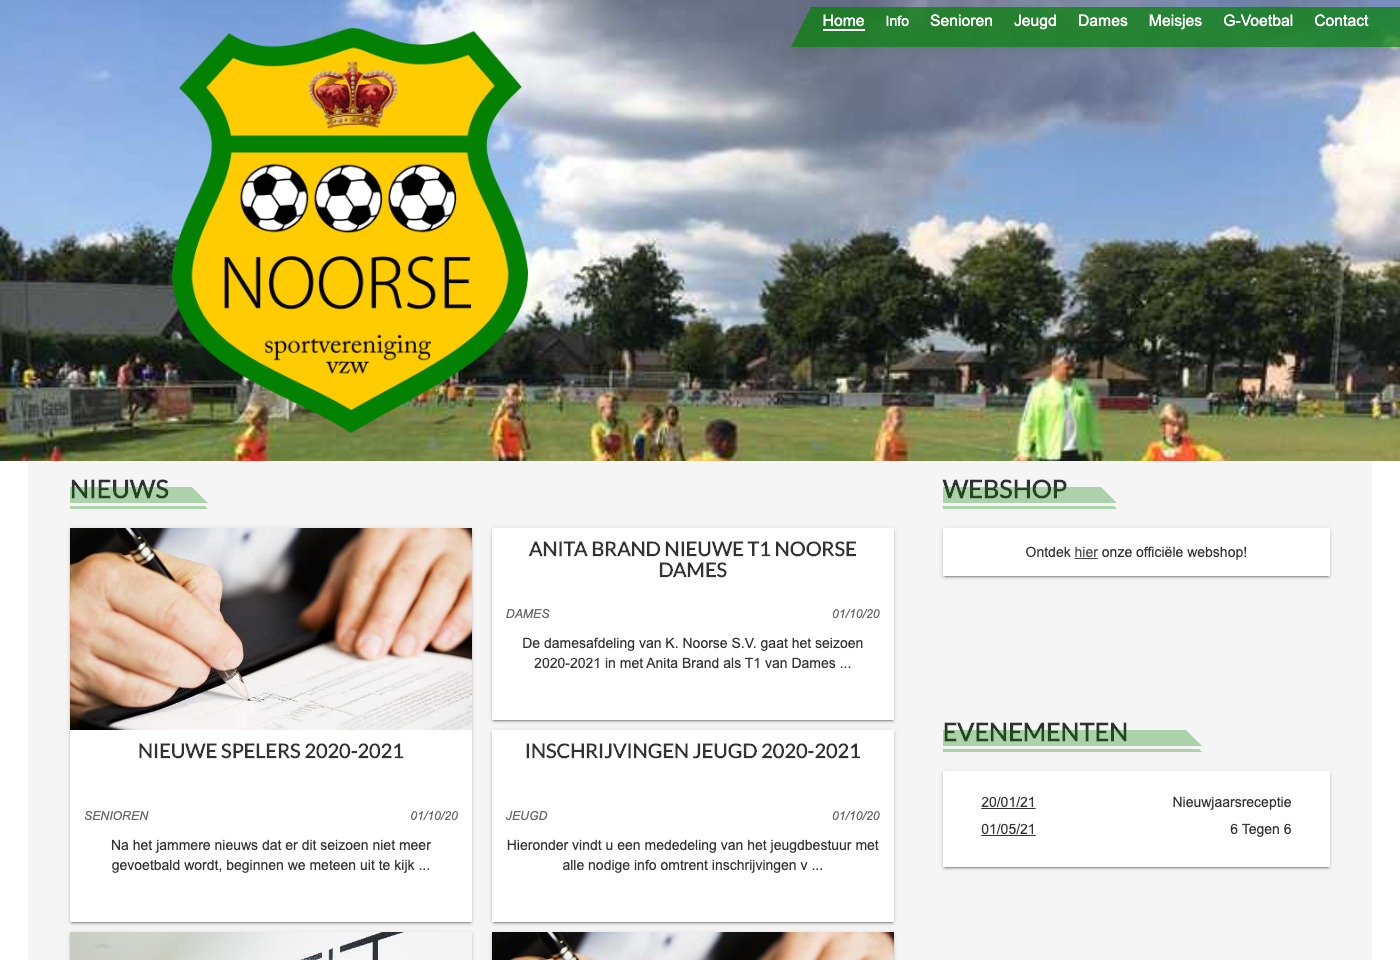 Home Info Senioren Jeugd Dames Meisjes G-Voetbal Contact
NOORSE
sportvereniging
vzw
NIEUWS
NIEUWE SPELERS 2020-2021
SENIOREN 01/10/20
Na het jammere nieuws dat er dit seizoen niet meer
gevoetbald wordt, beginnen we meteen uit te kijk ...
ANITA BRAND NIEUWE T1 NOORSE
DAMES
DAMES 01/10/20
De damesafdeling van K. Noorse S.V. gaat het seizoen
2020-2021 in met Anita Brand als T1 van Dames ...
INSCHRIJVINGEN JEUGD 2020-2021
JEUGD 01/10/20
Hieronder vindt u een mededeling van het jeugdbestuur met
alle nodige info omtrent inschrijvingen v ...
WEBSHOP
Ontdek hier onze officiële webshop!
EVENEMENTEN
20/01/21 Nieuwjaarsreceptie
01/05/21 6 Tegen 6